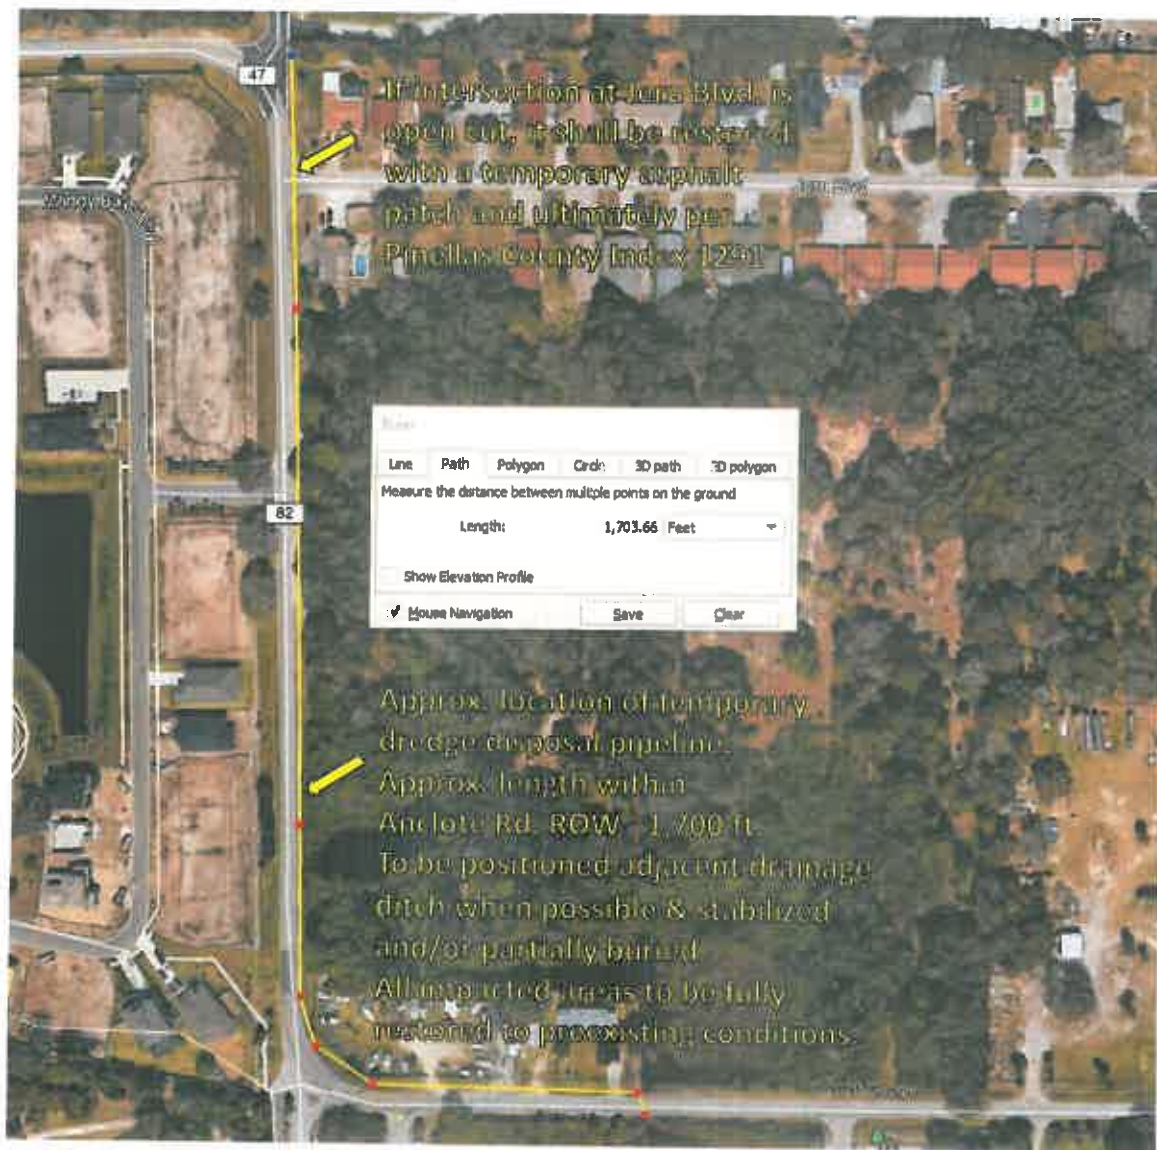 47
If intersection at Jera Blvd. is
open cut, it shall be restored
with a temporary asphalt
patch and ultimately per
Pinellas County Index 1291
Ruler
Line Path Polygon Circle 3D path 3D polygon
Measure the distance between multiple points on the ground
Length: 1,703.66 Feet
Show Elevation Profile
Mouse Navigation Save Clear
82
Approx. location of temporary
dredge disposal pipeline.
Approx. length within
Anclote Rd. ROW 1,700 ft.
To be positioned adjacent drainage
ditch when possible & stabilized
and/or partially buried
All impacted areas to be fully
restored to preexisting conditions.